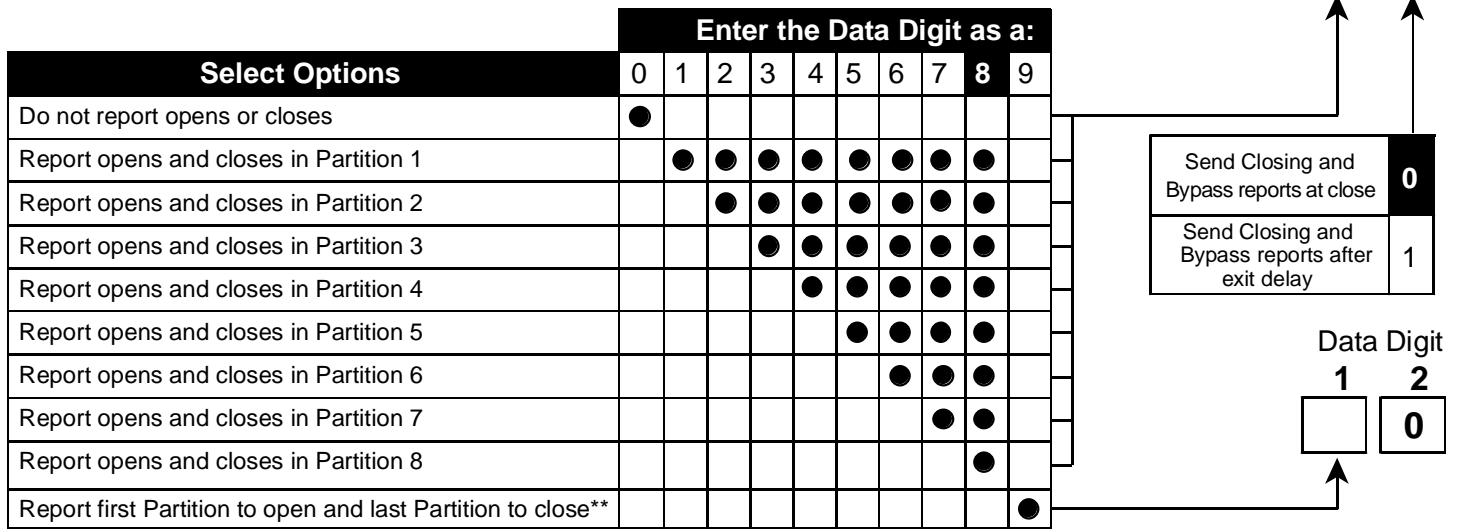 Enter the Data Digit as a:
Select Options 0 1 2 3 4 5 6 7 8 9
Do not report opens or closes
Report opens and closes in Partition 1
Report opens and closes in Partition 2
Report opens and closes in Partition 3
Report opens and closes in Partition 4
Report opens and closes in Partition 5
Report opens and closes in Partition 6
Report opens and closes in Partition 7
Report opens and closes in Partition 8
Report first Partition to open and last Partition to close**
Send Closing and
Bypass reports at close
0
Send Closing and
Bypass reports after
exit delay
1
Data Digit
1 2
0